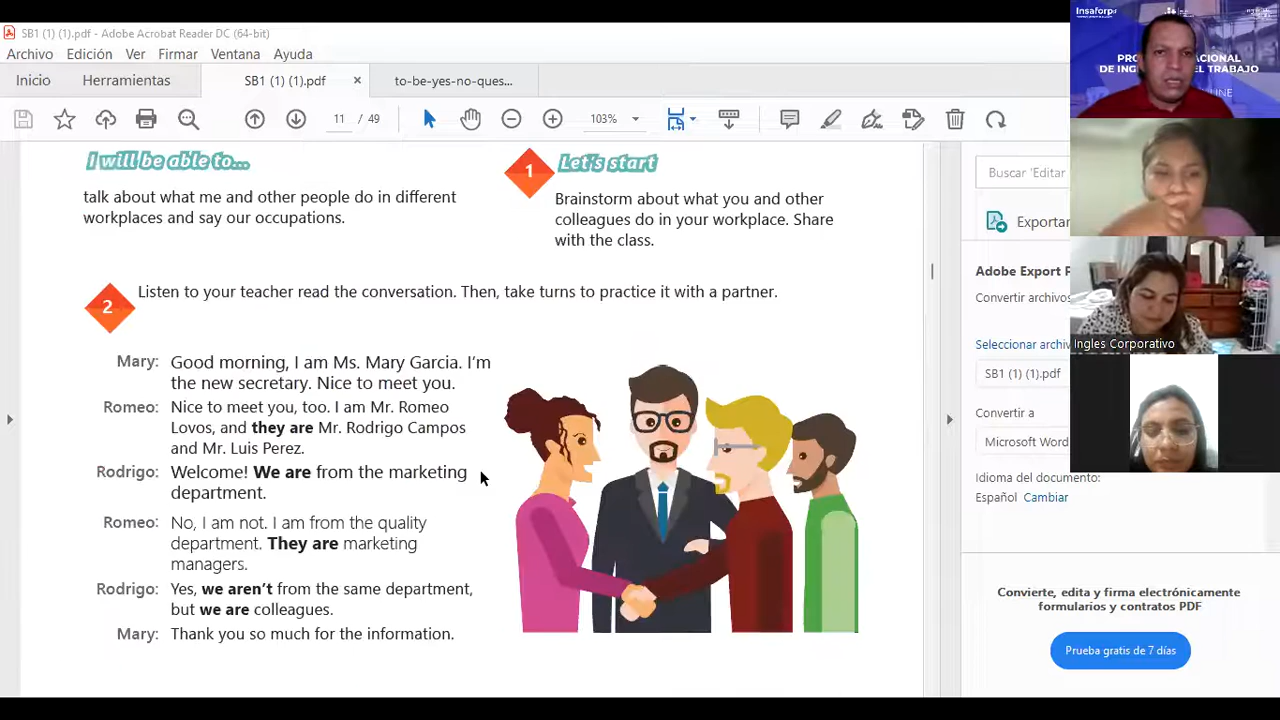 SB1 (1) (1).pdf - Adobe Acrobat Reader DC (64-bit)
Archivo Edición Ver Firmar Ventana Ayuda
Inicio Herramientas SB1 (1) (1).pdf × to-be-yes-no-ques...
11 / 49 103%
I will be able to...
talk about what me and other people do in different
workplaces and say our occupations.
1 Let's start
Brainstorm about what you and other
colleagues do in your workplace. Share
with the class.
2 Listen to your teacher read the conversation. Then, take turns to practice it with a partner.
Mary: Good morning, I am Ms. Mary Garcia. I'm
the new secretary. Nice to meet you.
Romeo: Nice to meet you, too. I am Mr. Romeo
Lovos, and they are Mr. Rodrigo Campos
and Mr. Luis Perez.
Rodrigo: Welcome! We are from the marketing
department.
Romeo: No, I am not. I am from the quality
department. They are marketing
managers.
Rodrigo: Yes, we aren't from the same department,
but we are colleagues.
Mary: Thank you so much for the information.
Buscar 'Editar
Exportar
Adobe Export
Convertir archivos
Seleccionar archivo
SB1 (1) (1).pdf
Convertir a
Microsoft Word
Idioma del documento:
Español Cambiar
Convierte, edita y firma electrónicamente
formularios y contratos PDF
Prueba gratis de 7 días
Insaforp
Ingles Corporativo